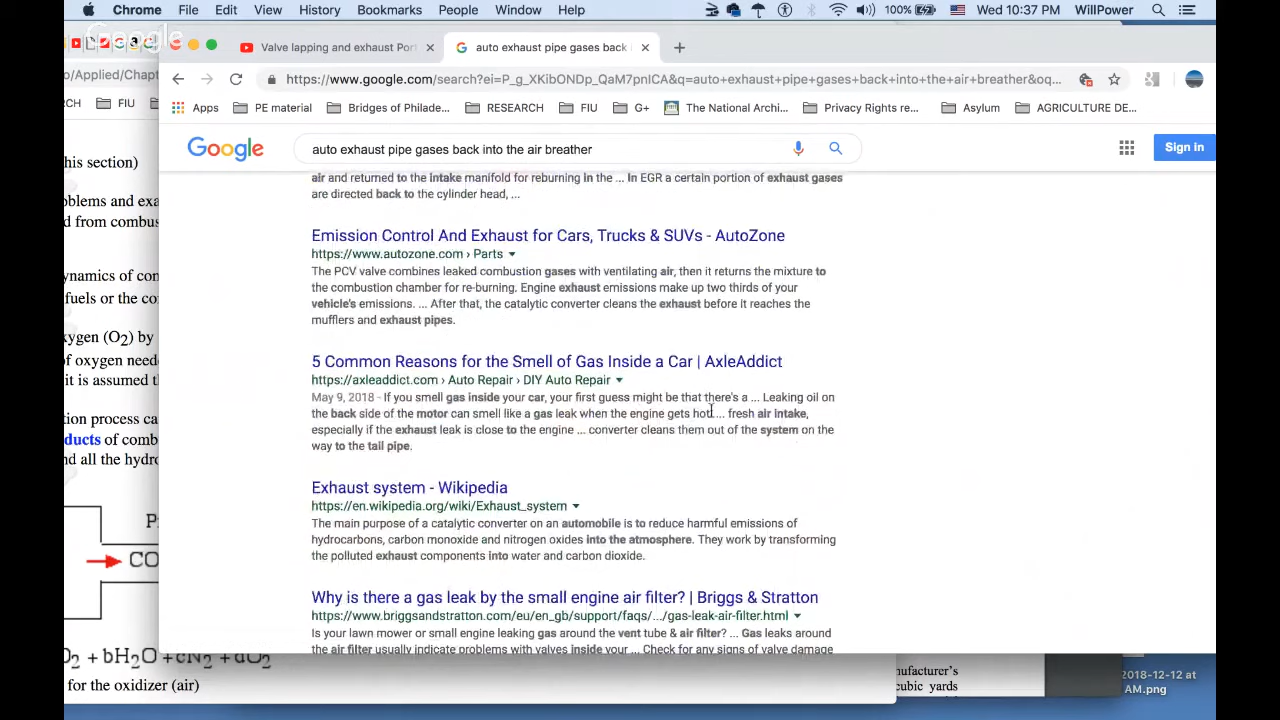 Chrome File Edit View History Bookmarks People Window Help 100% Wed 10:37 PM WillPower
Google
Valve lapping and exhaust Por
auto exhaust pipe gases back i
o/Applied/Chapt
https://www.google.com/search?ei=P_g_XKibONDp_QaM7pnICA&q=auto+exhaust+pipe+gases+back+into+the+air+breather&oq...
RCH FIU
Apps PE material Bridges of Philade... RESEARCH FIU G+ The National Archi... Privacy Rights re... Asylum AGRICULTURE DE...
Google auto exhaust pipe gases back into the air breather Sign in
air and returned to the intake manifold for reburning in the ... In EGR a certain portion of exhaust gases
are directed back to the cylinder head, ...
Emission Control And Exhaust for Cars, Trucks & SUVs - AutoZone
https://www.autozone.com › Parts
The PCV valve combines leaked combustion gases with ventilating air, then it returns the mixture to
the combustion chamber for re-burning. Engine exhaust emissions make up two thirds of your
vehicle's emissions. ... After that, the catalytic converter cleans the exhaust before it reaches the
mufflers and exhaust pipes.
5 Common Reasons for the Smell of Gas Inside a Car | AxleAddict
https://axleaddict.com › Auto Repair › DIY Auto Repair
May 9, 2018 - If you smell gas inside your car, your first guess might be that there's a ... Leaking oil on
the back side of the motor can smell like a gas leak when the engine gets hot ... fresh air intake,
especially if the exhaust leak is close to the engine ... converter cleans them out of the system on the
way to the tail pipe.
Exhaust system - Wikipedia
https://en.wikipedia.org/wiki/Exhaust_system
The main purpose of a catalytic converter on an automobile is to reduce harmful emissions of
hydrocarbons, carbon monoxide and nitrogen oxides into the atmosphere. They work by transforming
the polluted exhaust components into water and carbon dioxide.
Why is there a gas leak by the small engine air filter? | Briggs & Stratton
https://www.briggsandstratton.com/eu/en_gb/support/faqs/.../gas-leak-air-filter.html
Is your lawn mower or small engine leaking gas around the vent tube & air filter? ... Gas leaks around
the air filter usually indicate problems with valves inside your ... Check for any signs of valve damage
his section)
oblems and exa
d from combus
ynamics of con
fuels or the co
xygen (O2) by
of oxygen neede
it is assumed th
tion process ca
ducts of comb
nd all the hydro
P
CO
O2 + bH2O + cN2 + dO2
for the oxidizer (air)
nufacturer's
cubic yards
2018-12-12 at
AM.png